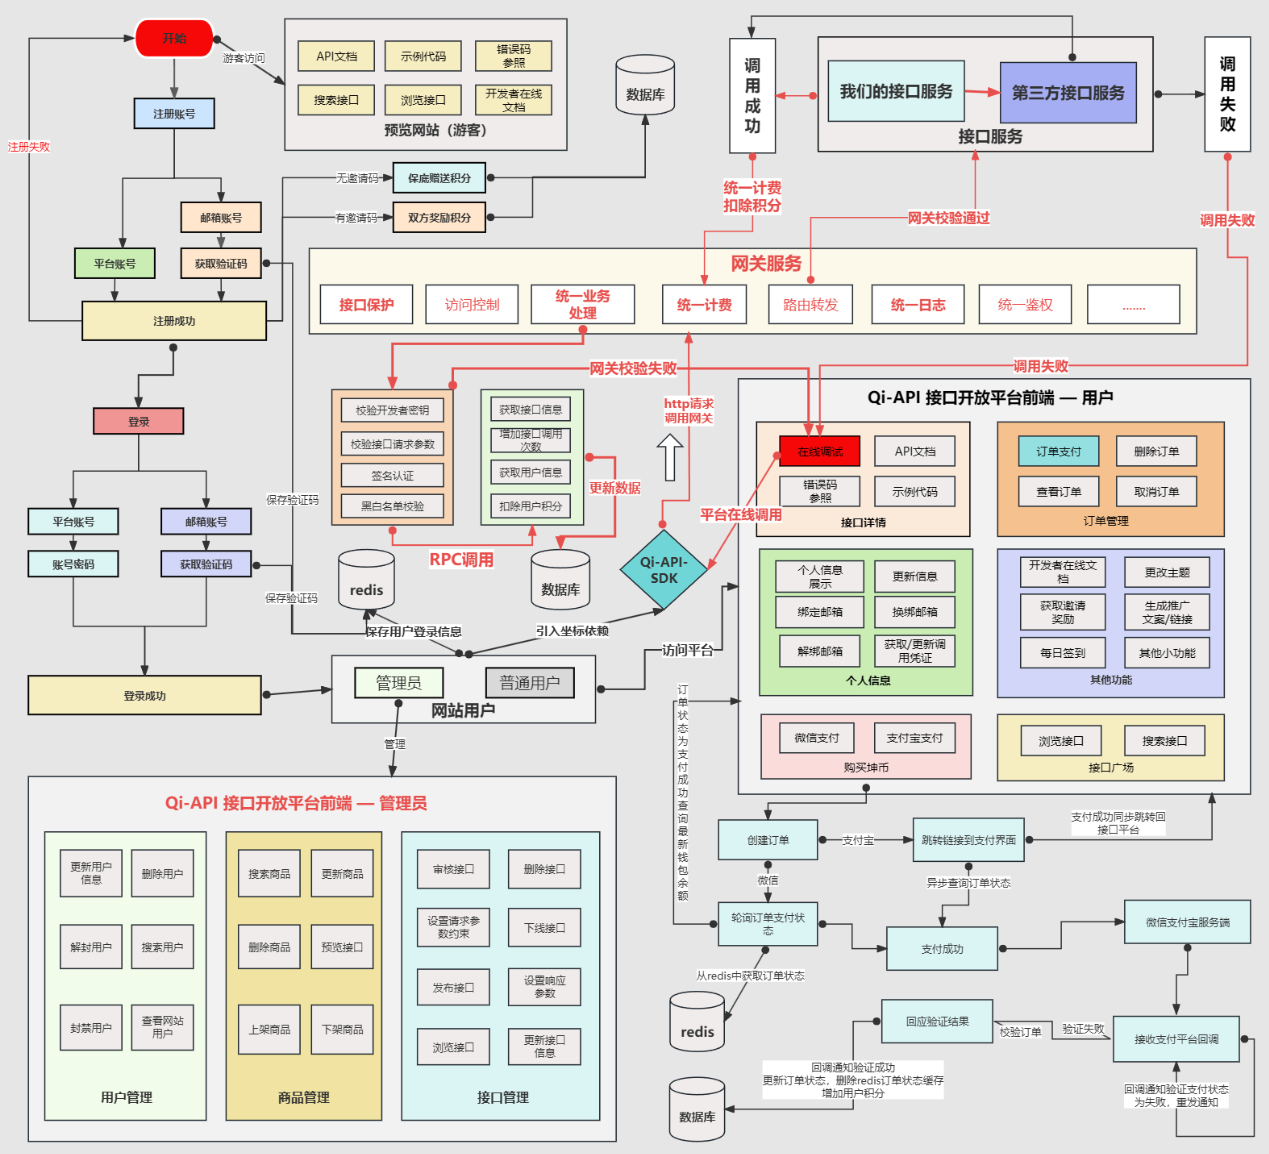 开始
游客访问
注册账号
注册失败
API文档
示例代码
错误码
参照
搜索接口
浏览接口
开发者在线
文档
预览网站（游客）
数据库
调
用
成
功
我们的接口服务
第三方接口服务
接口服务
调
用
失
败
无邀请码
保底赠送积分
有邀请码
双方奖励积分
邮箱账号
平台账号
获取验证码
注册成功
统一计费
扣除积分
网关校验通过
调用失败
网关服务
接口保护
访问控制
统一业务
处理
统一计费
路由转发
统一日志
统一鉴权
.......
网关校验失败
调用失败
校验开发者密钥
校验接口请求参数
签名认证
黑白名单校验
获取接口信息
增加接口调用
次数
获取用户信息
扣除用户积分
更新数据
RPC调用
http请求
调用网关
平台在线调用
登录
保存验证码
平台账号
邮箱账号
账号密码
获取验证码
保存验证码
redis
数据库
Qi-API-
SDK
保存用户登录信息
引入坐标依赖
访问平台
登录成功
管理员
普通用户
网站用户
管理
Qi-API 接口开放平台前端 — 用户
在线调试
API文档
错误码
参照
示例代码
接口详情
订单支付
删除订单
查看订单
取消订单
订单管理
个人信息
展示
更新信息
绑定邮箱
换绑邮箱
解绑邮箱
获取/更新调
用凭证
个人信息
开发者在线文
档
更改主题
获取邀请
奖励
生成推广
文案/链接
每日签到
其他小功能
其他功能
微信支付
支付宝支付
购买坤币
浏览接口
搜索接口
接口广场
订
单
状
态
为
支
付
成
功
查
询
最
新
钱
包
余
额
创建订单
支付宝
跳转链接到支付界面
支付成功同步跳转回
接口平台
微信
异步查询订单状态
轮询订单支付状
态
支付成功
微信支付宝服务端
从redis中获取订单状态
redis
回应验证结果
校验订单
验证失败
接收支付平台回调
回调通知验证成功
更新订单状态，删除redis订单状态缓存
增加用户积分
回调通知验证支付状态
为失败，重发通知
数据库
Qi-API 接口开放平台前端 — 管理员
更新用户
信息
删除用户
解封用户
搜索用户
封禁用户
查看网站
用户
用户管理
搜索商品
更新商品
删除商品
预览接口
上架商品
下架商品
商品管理
审核接口
删除接口
设置请求参
数约束
下线接口
发布接口
设置响应
参数
浏览接口
更新接口
信息
接口管理